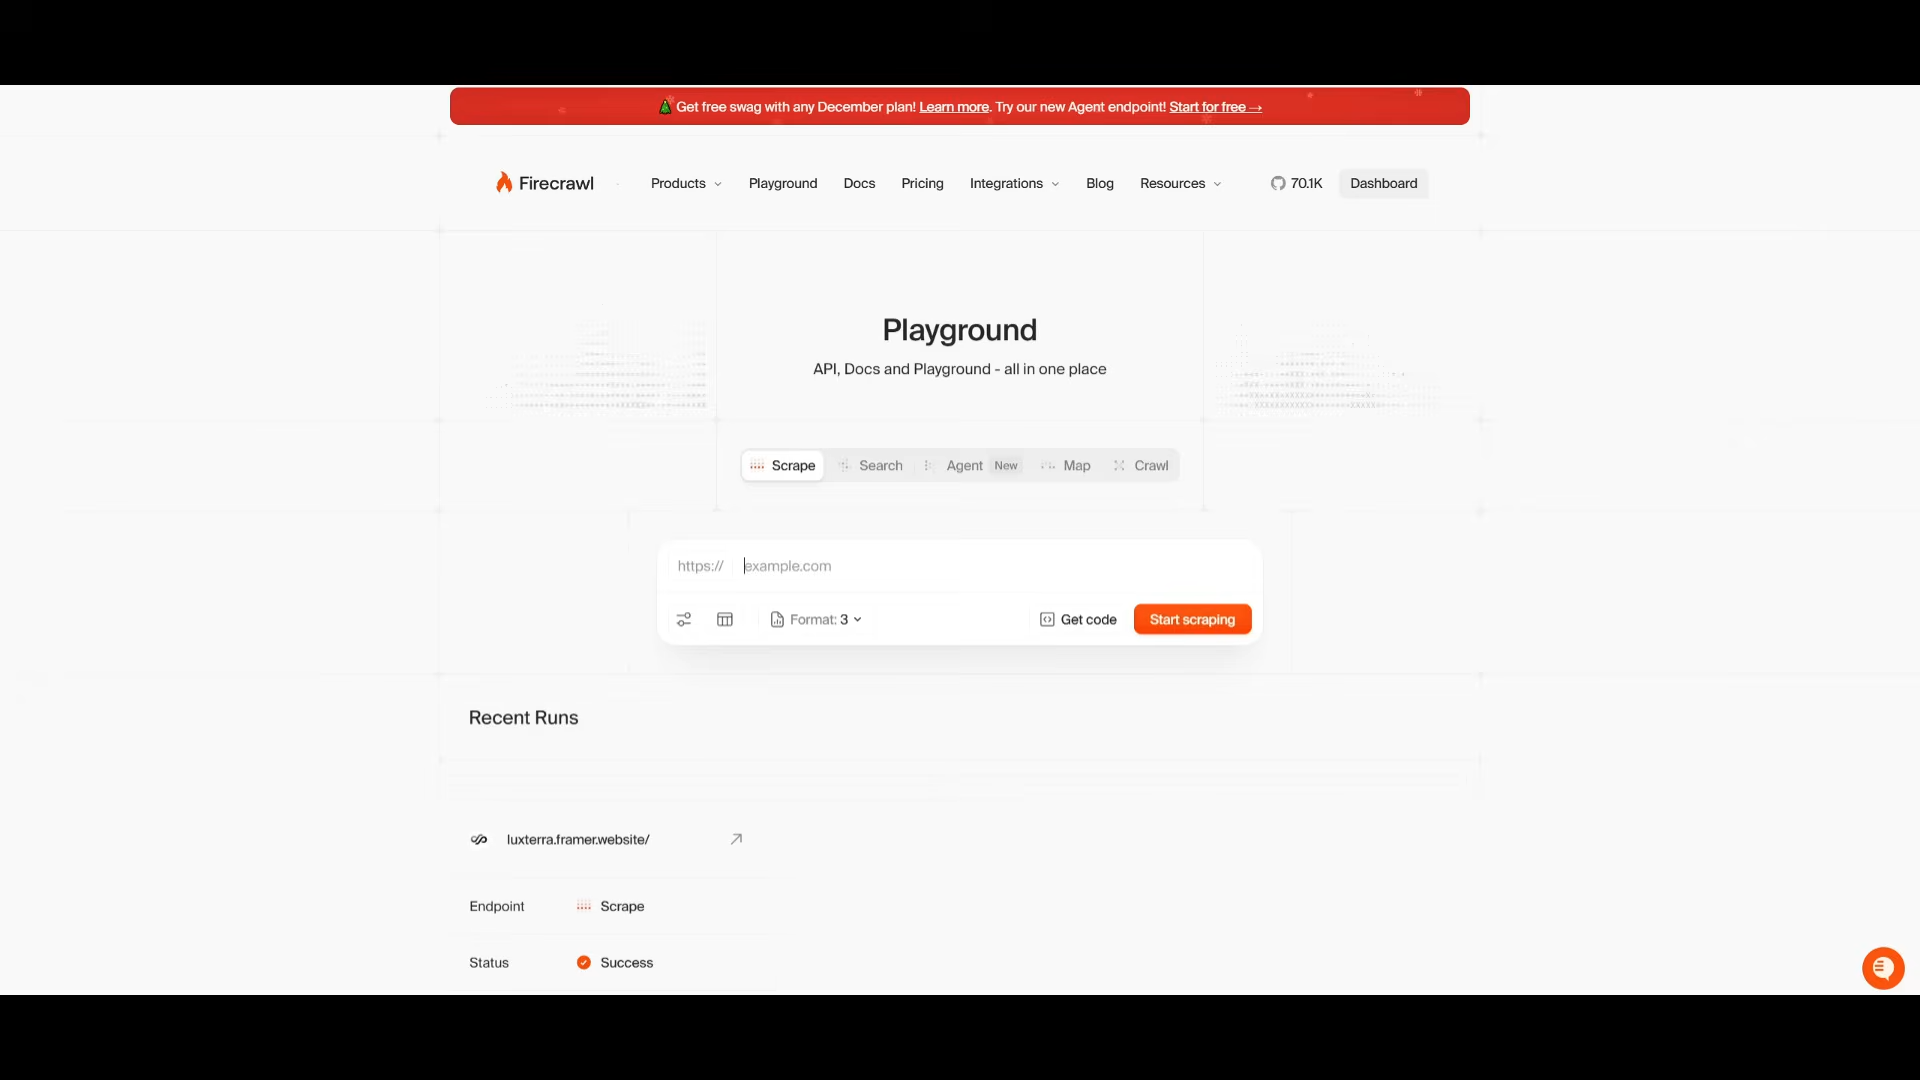 🎄 Get free swag with any December plan! Learn more. Try our new Agent endpoint! Start for free →
Firecrawl
Products
Playground
Docs
Pricing
Integrations
Blog
Resources
70.1K
Dashboard
Playground
API, Docs and Playground - all in one place
Scrape
Search
Agent New
Map
Crawl
https:// example.com
Format: 3
Get code
Start scraping
Recent Runs
luxterra.framer.website/
Endpoint Scrape
Status Success